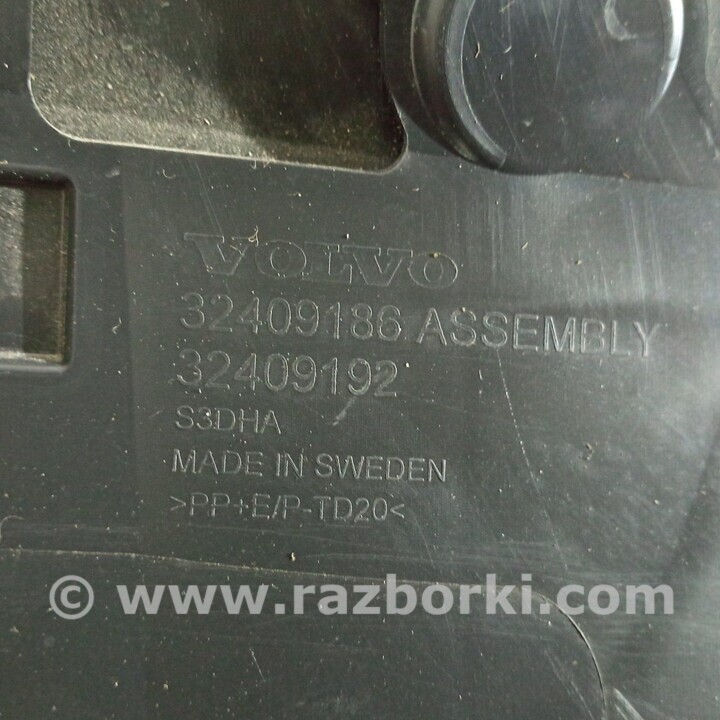 VOLVO
32409186 ASSEMBLY
32409192
S3DHA
MADE IN SWEDEN
>PP+E/P-TD20<
© www.razborki.com